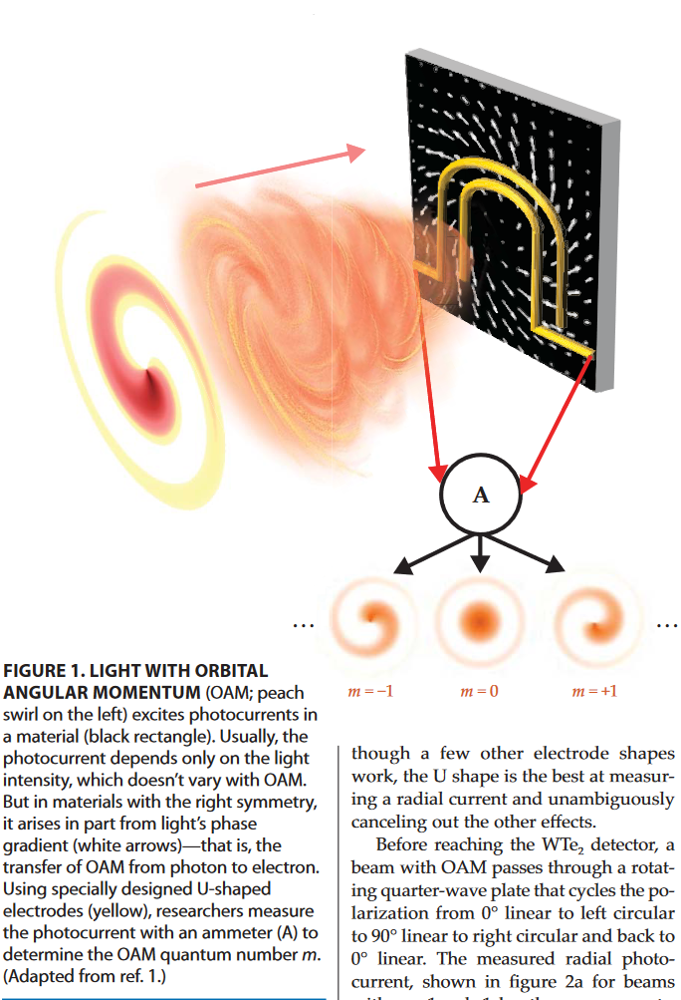 A
...
...
m = −1
m = 0
m = +1
FIGURE 1. LIGHT WITH ORBITAL
ANGULAR MOMENTUM (OAM; peach
swirl on the left) excites photocurrents in
a material (black rectangle). Usually, the
photocurrent depends only on the light
intensity, which doesn’t vary with OAM.
But in materials with the right symmetry,
it arises in part from light’s phase
gradient (white arrows)—that is, the
transfer of OAM from photon to electron.
Using specially designed U-shaped
electrodes (yellow), researchers measure
the photocurrent with an ammeter (A) to
determine the OAM quantum number m.
(Adapted from ref. 1.)
though a few other electrode shapes
work, the U shape is the best at measur-
ing a radial current and unambiguously
canceling out the other effects.
Before reaching the WTe₂ detector, a
beam with OAM passes through a rotat-
ing quarter-wave plate that cycles the po-
larization from 0° linear to left circular
to 90° linear to right circular and back to
0° linear. The measured radial photo-
current, shown in figure 2a for beams